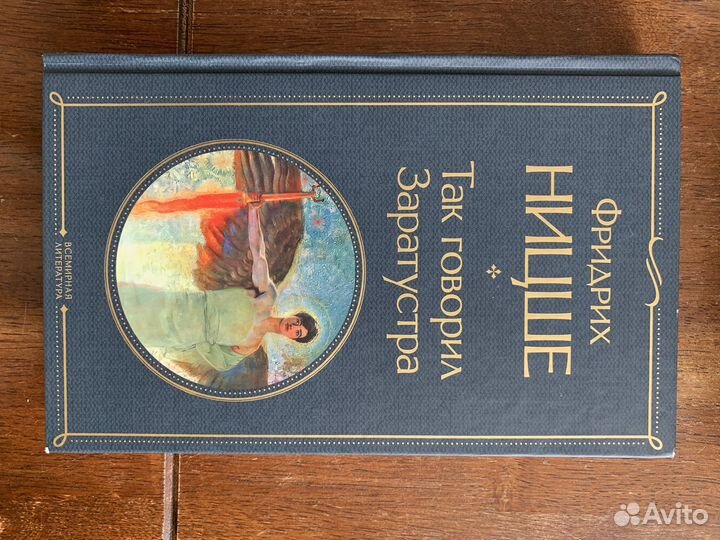 Фридрих
НИЦШЕ
Так говорил
Заратустра
ВСЕМИРНАЯ
ЛИТЕРАТУРА
Avito